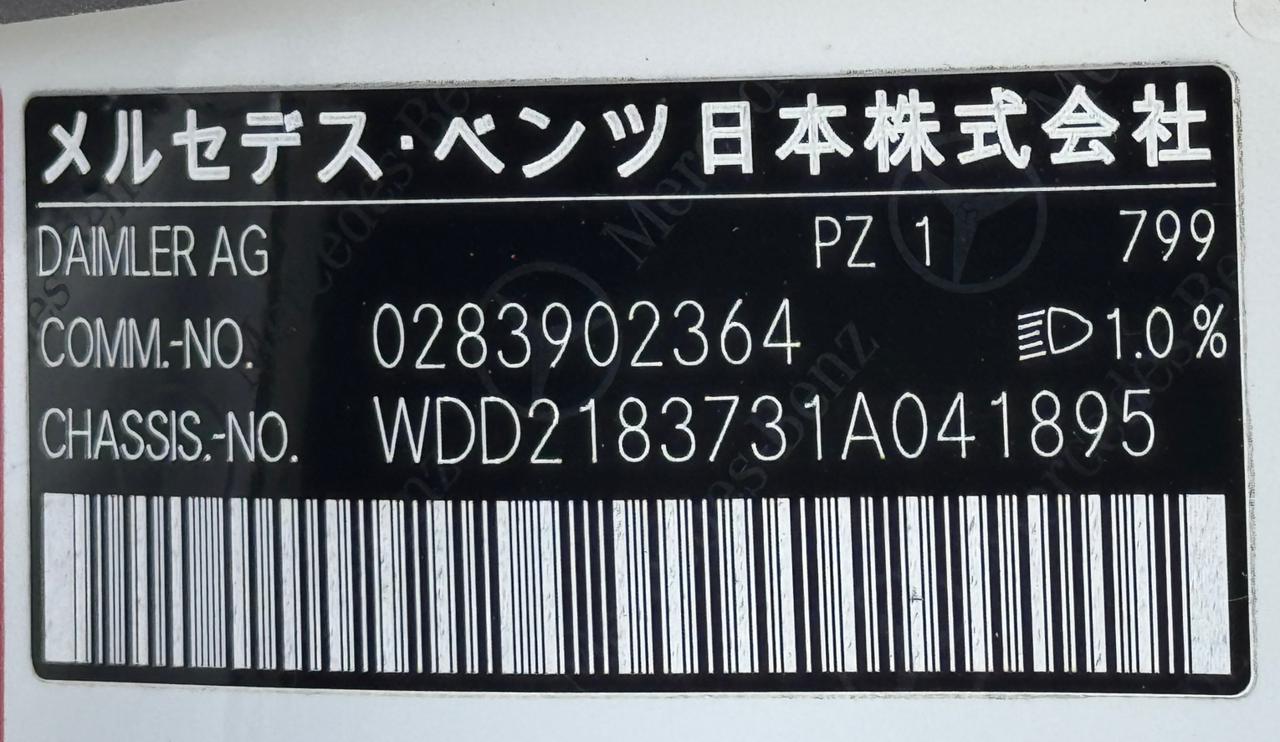 メルセデス・ベンツ日本株式会社
DAIMLER AG PZ 1 799
COMM.-NO. 0283902364 1.0 %
CHASSIS.-NO. WDD2183731A041895